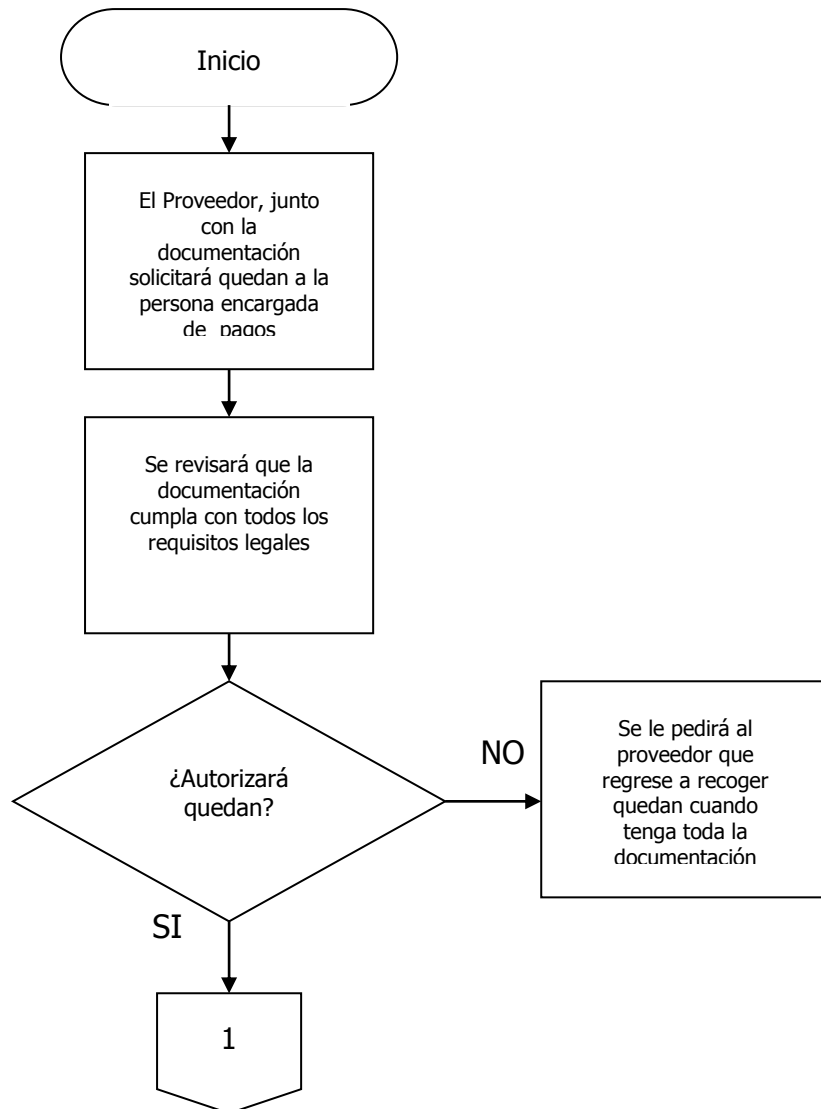 Inicio
El Proveedor, junto
con la
documentación
solicitará quedan a la
persona encargada
de pagos
Se revisará que la
documentación
cumpla con todos los
requisitos legales
¿Autorizará
quedan?
NO
Se le pedirá al
proveedor que
regrese a recoger
quedan cuando
tenga toda la
documentación
SI
1